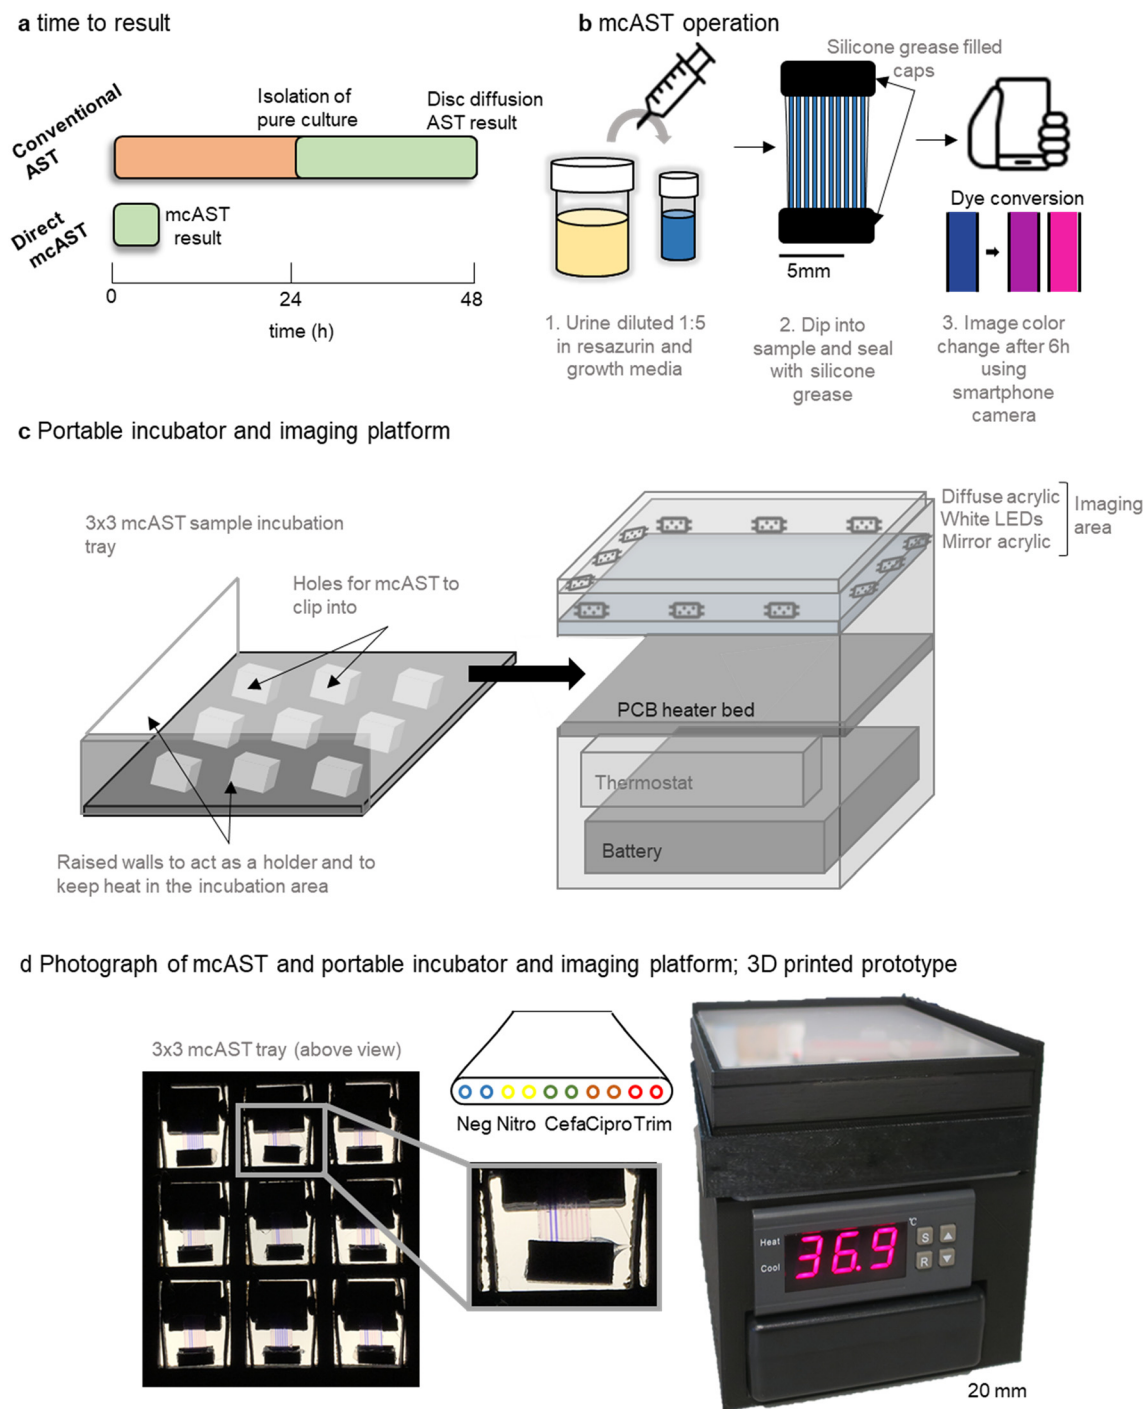 a time to result
Conventional
AST
Isolation of
pure culture
Disc diffusion
AST result
Direct
mcAST
mcAST
result
0
24
48
time (h)
b mcAST operation
Silicone grease filled
caps
5mm
Dye conversion
1. Urine diluted 1:5
in resazurin and
growth media
2. Dip into
sample and seal
with silicone
grease
3. Image color
change after 6h
using
smartphone
camera
c Portable incubator and imaging platform
3x3 mcAST sample incubation
tray
Holes for mcAST to
clip into
Raised walls to act as a holder and to
keep heat in the incubation area
Diffuse acrylic
White LEDs
Mirror acrylic
Imaging
area
PCB heater bed
Thermostat
Battery
d Photograph of mcAST and portable incubator and imaging platform; 3D printed prototype
3x3 mcAST tray (above view)
Neg Nitro Cefa Cipro Trim
Heat
Cool
36.9
°C
S
R
20 mm